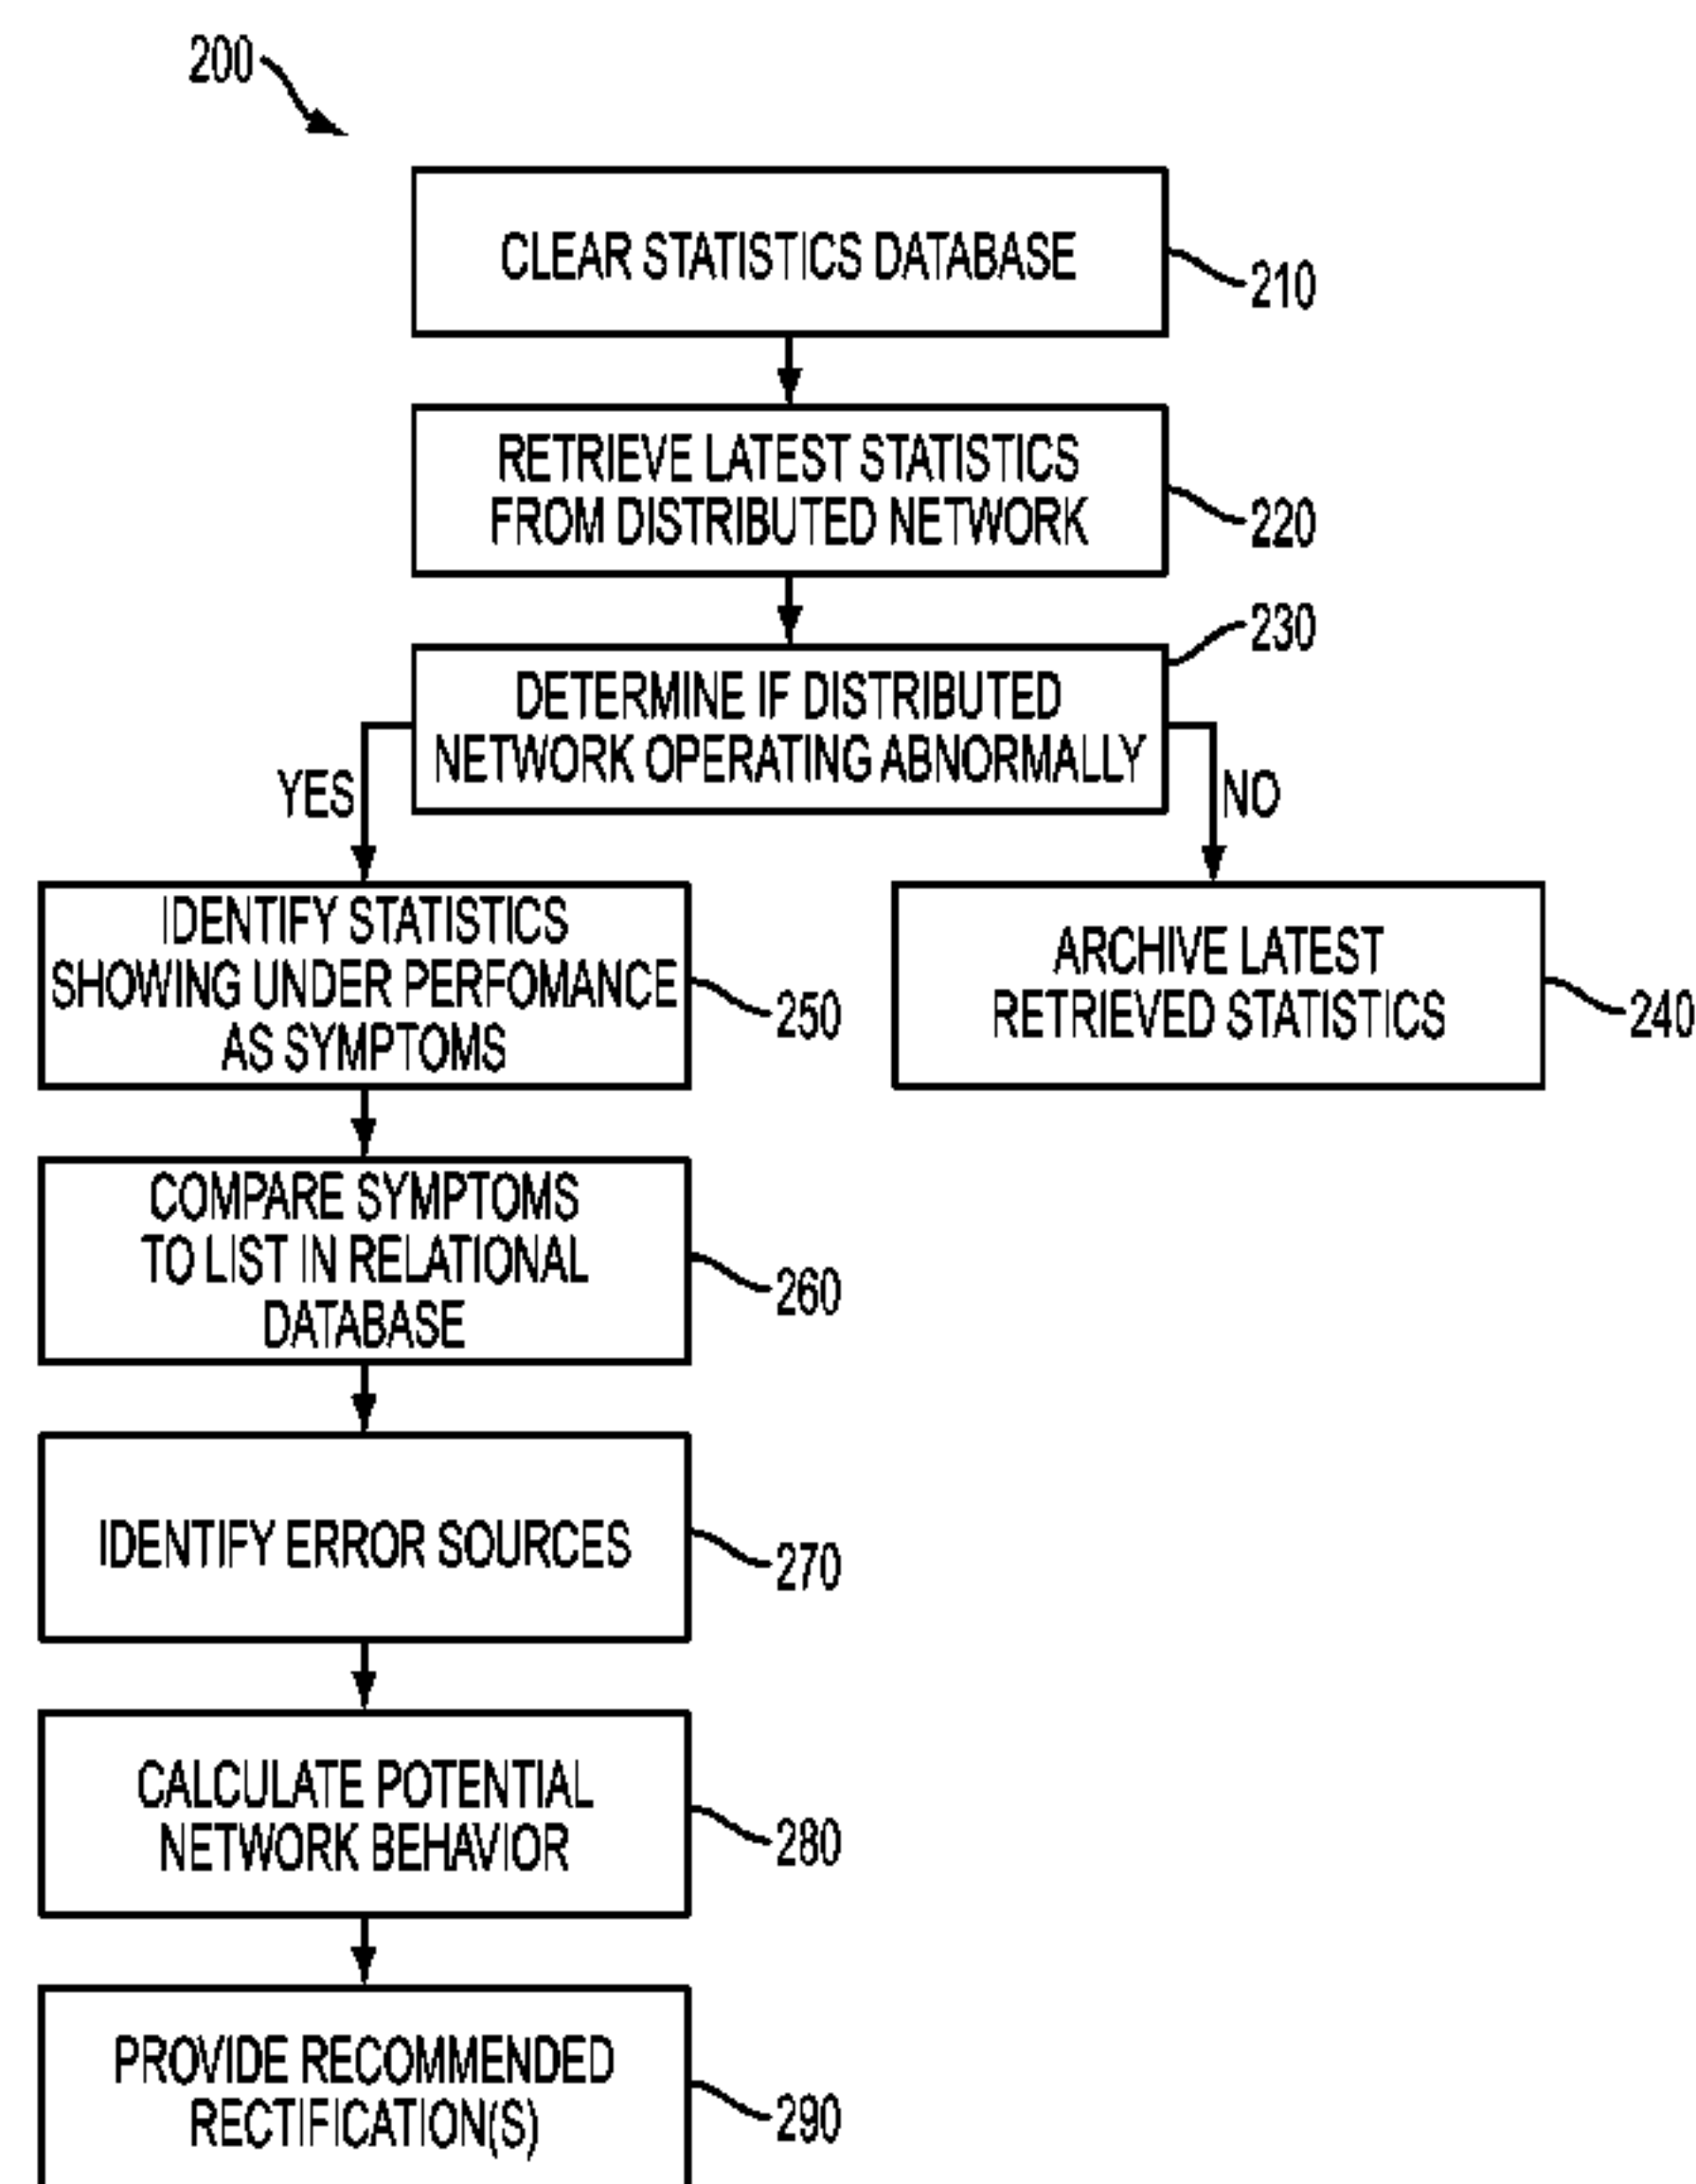 200
CLEAR STATISTICS DATABASE
210
RETRIEVE LATEST STATISTICS
FROM DISTRIBUTED NETWORK
220
230
DETERMINE IF DISTRIBUTED
NETWORK OPERATING ABNORMALLY
YES
NO
IDENTIFY STATISTICS
SHOWING UNDER PERFOMANCE
AS SYMPTOMS
250
ARCHIVE LATEST
RETRIEVED STATISTICS
240
COMPARE SYMPTOMS
TO LIST IN RELATIONAL
DATABASE
260
IDENTIFY ERROR SOURCES
270
CALCULATE POTENTIAL
NETWORK BEHAVIOR
280
PROVIDE RECOMMENDED
RECTIFICATION(S)
290